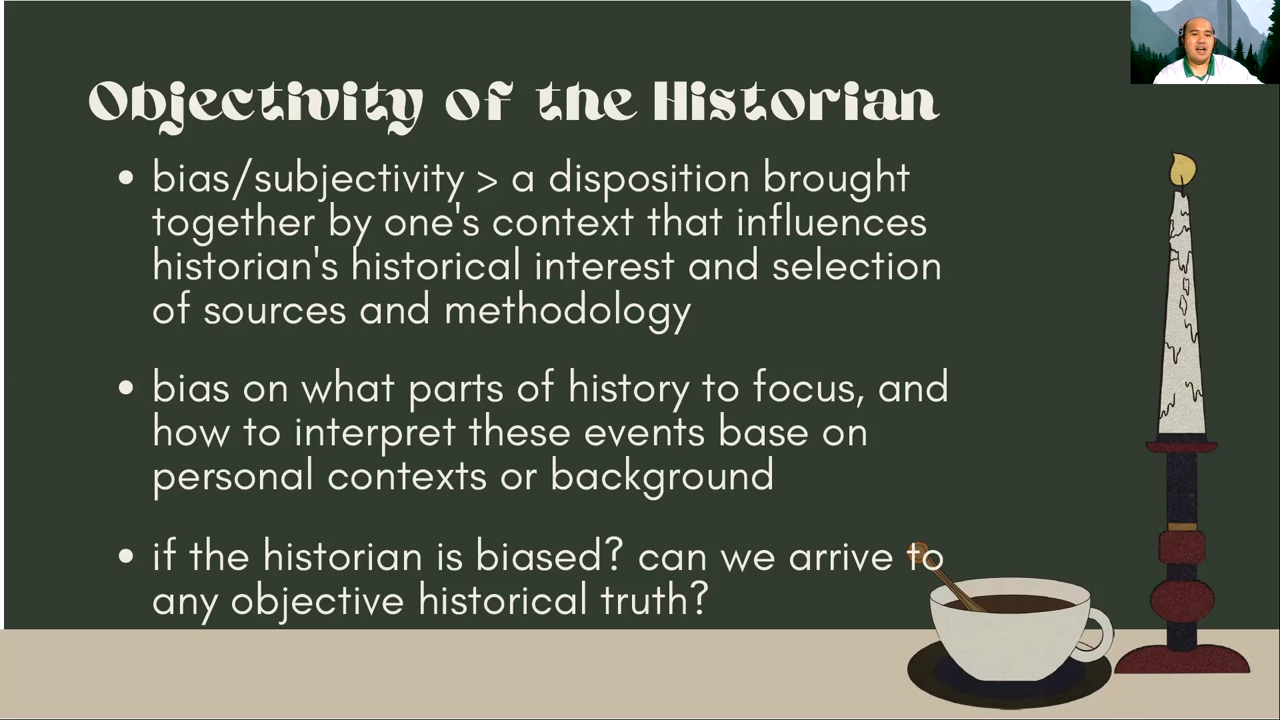 Objectivity of the Historian
• bias/subjectivity > a disposition brought
together by one's context that influences
historian's historical interest and selection
of sources and methodology
• bias on what parts of history to focus, and
how to interpret these events base on
personal contexts or background
• if the historian is biased? can we arrive to
any objective historical truth?